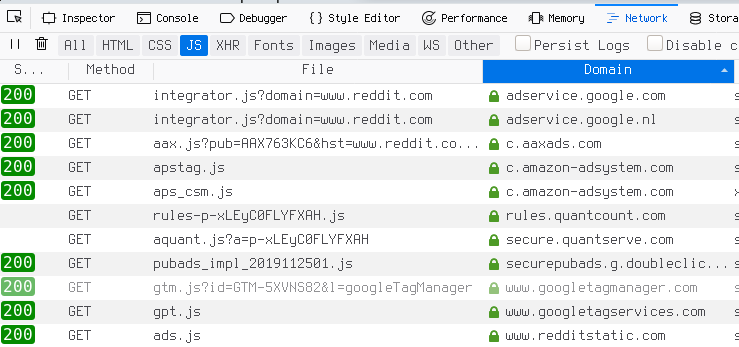 Inspector Console Debugger { } Style Editor Performance Memory Network Stora
All HTML CSS JS XHR Fonts Images Media WS Other Persist Logs Disable c
S... Method File Domain
200 GET integrator.js?domain=www.reddit.com adservice.google.com s
200 GET integrator.js?domain=www.reddit.com adservice.google.nl s
200 GET aax.js?pub=AAX763KC6&hst=www.reddit.co... c.aaxads.com s
200 GET apstag.js c.amazon-adsystem.com s
200 GET aps_csm.js c.amazon-adsystem.com x
GET rules-p-xLEyC0FLYFXAH.js rules.quantcount.com s
GET aquant.js?a=p-xLEyC0FLYFXAH secure.quantserve.com s
200 GET pubads_impl_2019112501.js securepubads.g.doubleclic... s
200 GET gtm.js?id=GTM-5XVNS82&l=googleTagManager www.googletagmanager.com s
200 GET gpt.js www.googletagservices.com s
200 GET ads.js www.redditstatic.com s